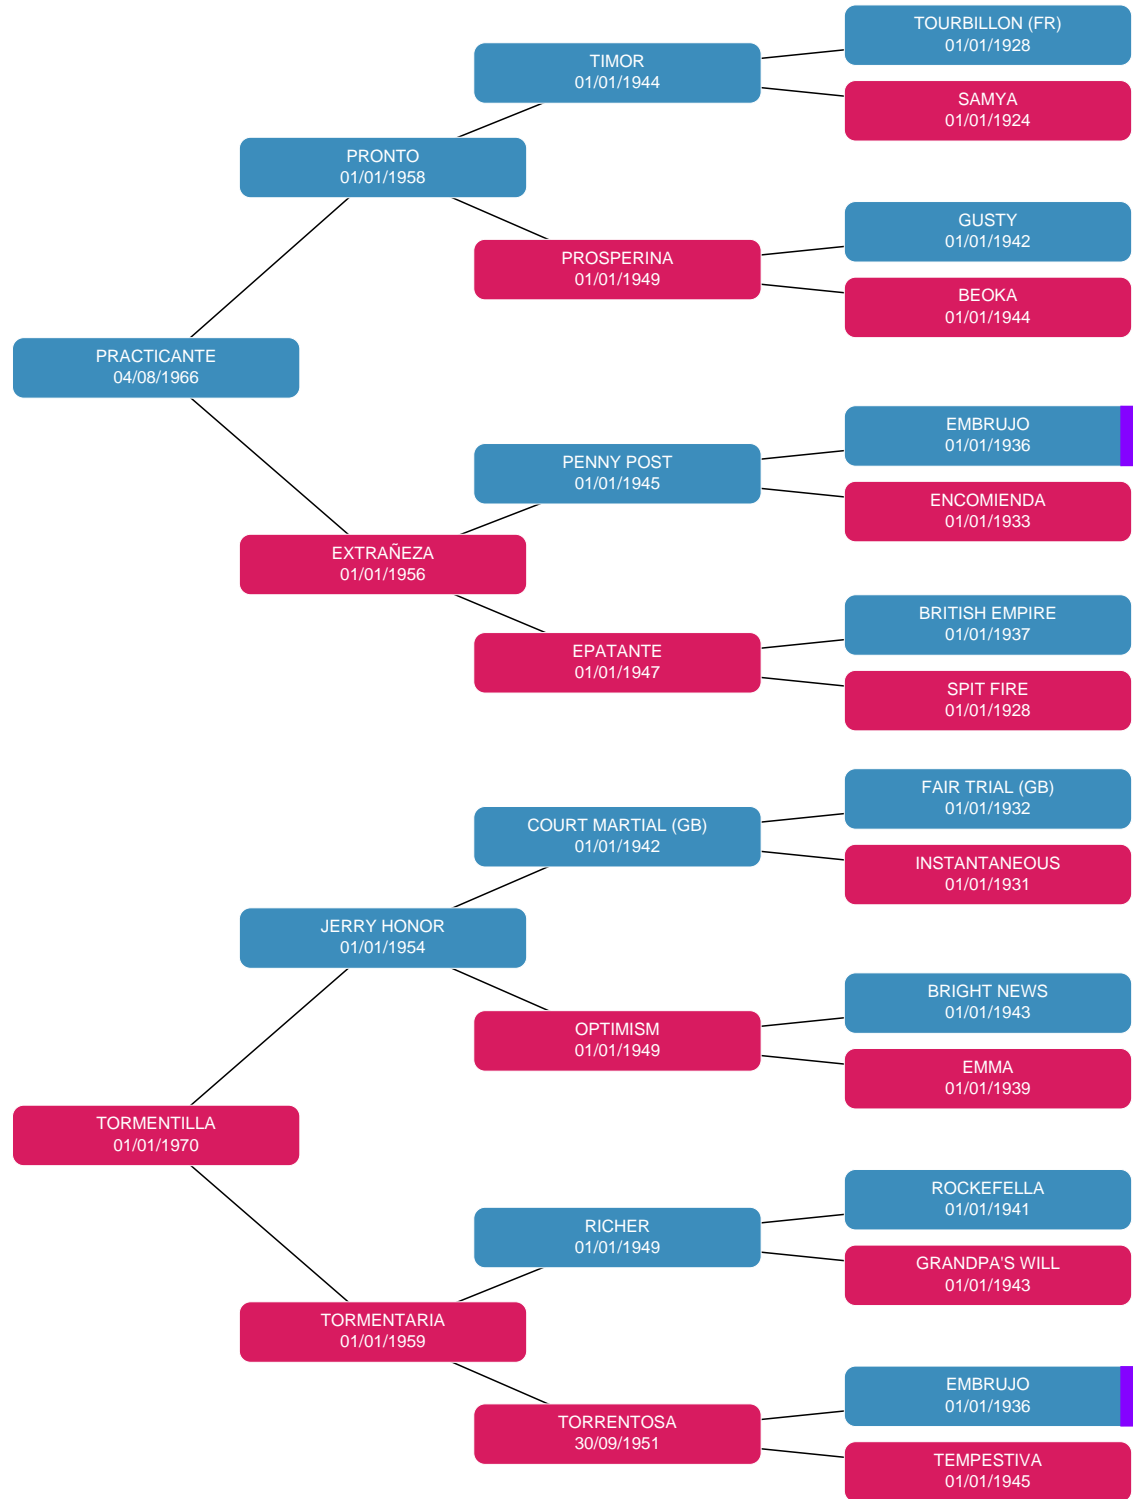 TOURBILLON (FR)
01/01/1928
TIMOR
01/01/1944
SAMYA
01/01/1924
PRONTO
01/01/1958
GUSTY
01/01/1942
PROSPERINA
01/01/1949
BEOKA
01/01/1944
PRACTICANTE
04/08/1966
EMBRUJO
01/01/1936
PENNY POST
01/01/1945
ENCOMIENDA
01/01/1933
EXTRAÑEZA
01/01/1956
BRITISH EMPIRE
01/01/1937
EPATANTE
01/01/1947
SPIT FIRE
01/01/1928
FAIR TRIAL (GB)
01/01/1932
COURT MARTIAL (GB)
01/01/1942
INSTANTANEOUS
01/01/1931
JERRY HONOR
01/01/1954
BRIGHT NEWS
01/01/1943
OPTIMISM
01/01/1949
EMMA
01/01/1939
TORMENTILLA
01/01/1970
ROCKEFELLA
01/01/1941
RICHER
01/01/1949
GRANDPA'S WILL
01/01/1943
TORMENTARIA
01/01/1959
EMBRUJO
01/01/1936
TORRENTOSA
30/09/1951
TEMPESTIVA
01/01/1945